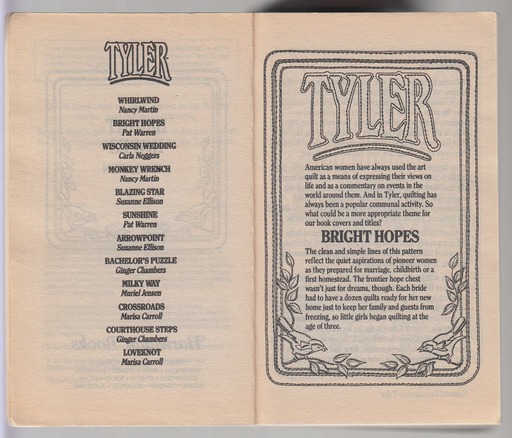 TYLER
WHIRLWIND
Nancy Martin
BRIGHT HOPES
Pat Warren
WISCONSIN WEDDING
Carla Neggers
MONKEY WRENCH
Nancy Martin
BLAZING STAR
Suzanne Ellison
SUNSHINE
Pat Warren
ARROWPOINT
Suzanne Ellison
BACHELOR'S PUZZLE
Ginger Chambers
MILKY WAY
Muriel Jensen
CROSSROADS
Marisa Carroll
COURTHOUSE STEPS
Ginger Chambers
LOVEKNOT
Marisa Carroll
TYLER
American women have always used the art
quilt as a means of expressing their views on
life and as a commentary on events in the
world around them. And in Tyler, quilting has
always been a popular communal activity. So
what could be a more appropriate theme for
our book covers and titles?
BRIGHT HOPES
The clean and simple lines of this pattern
reflect the quiet aspirations of pioneer women
as they prepared for marriage, childbirth or a
first homestead. The frontier hope chest
wasn't just for dreams, though. Each bride
had to have a dozen quilts ready for her new
home just to keep her family and guests from
freezing, so little girls began quilting at the
age of three.